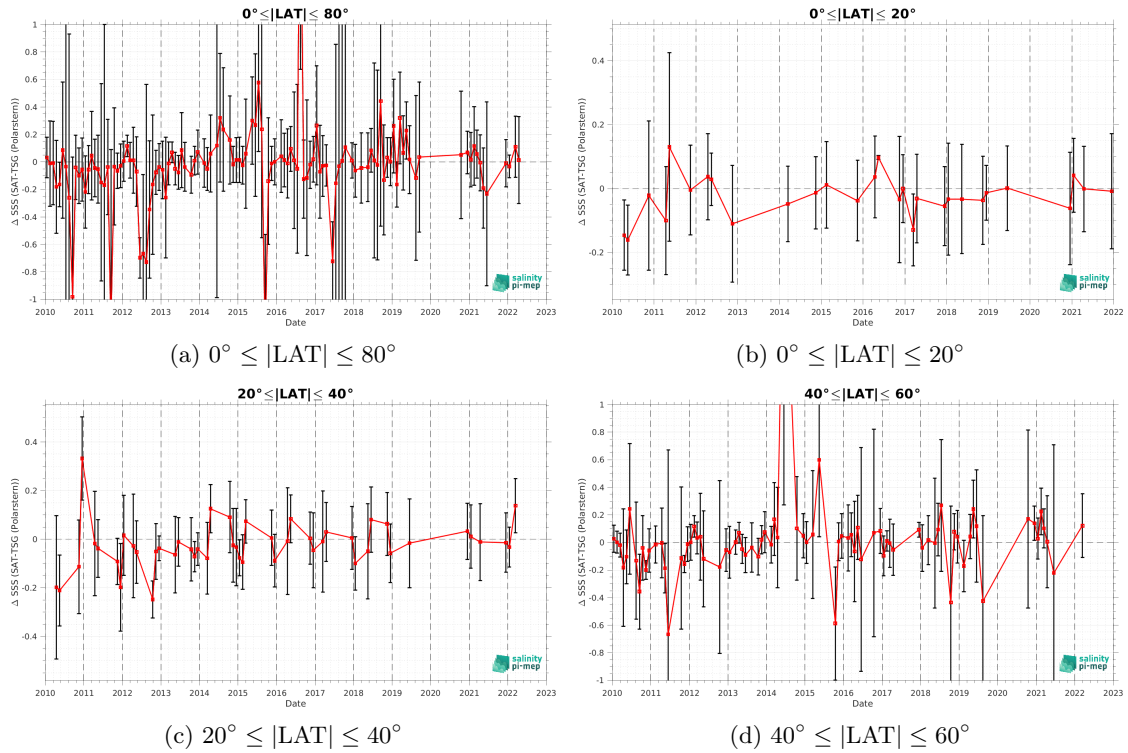 0°≤|LAT|≤ 80°
1
0.8
0.6
0.4
0.2
0
-0.2
-0.4
-0.6
-0.8
-1
Δ SSS (SAT-TSG (Polarstern))
2010 2011 2012 2013 2014 2015 2016 2017 2018 2019 2020 2021 2022 2023
Date
salinity
pi-mep
(a) 0° ≤ |LAT| ≤ 80°
0°≤|LAT|≤ 20°
0.4
0.2
0
-0.2
Δ SSS (SAT-TSG (Polarstern))
2010 2011 2012 2013 2014 2015 2016 2017 2018 2019 2020 2021 2022
Date
salinity
pi-mep
(b) 0° ≤ |LAT| ≤ 20°
20°≤|LAT|≤ 40°
0.4
0.2
0
-0.2
-0.4
Δ SSS (SAT-TSG (Polarstern))
2010 2011 2012 2013 2014 2015 2016 2017 2018 2019 2020 2021 2022 2023
Date
salinity
pi-mep
(c) 20° ≤ |LAT| ≤ 40°
40°≤|LAT|≤ 60°
1
0.8
0.6
0.4
0.2
0
-0.2
-0.4
-0.6
-0.8
-1
Δ SSS (SAT-TSG (Polarstern))
2010 2011 2012 2013 2014 2015 2016 2017 2018 2019 2020 2021 2022 2023
Date
salinity
pi-mep
(d) 40° ≤ |LAT| ≤ 60°